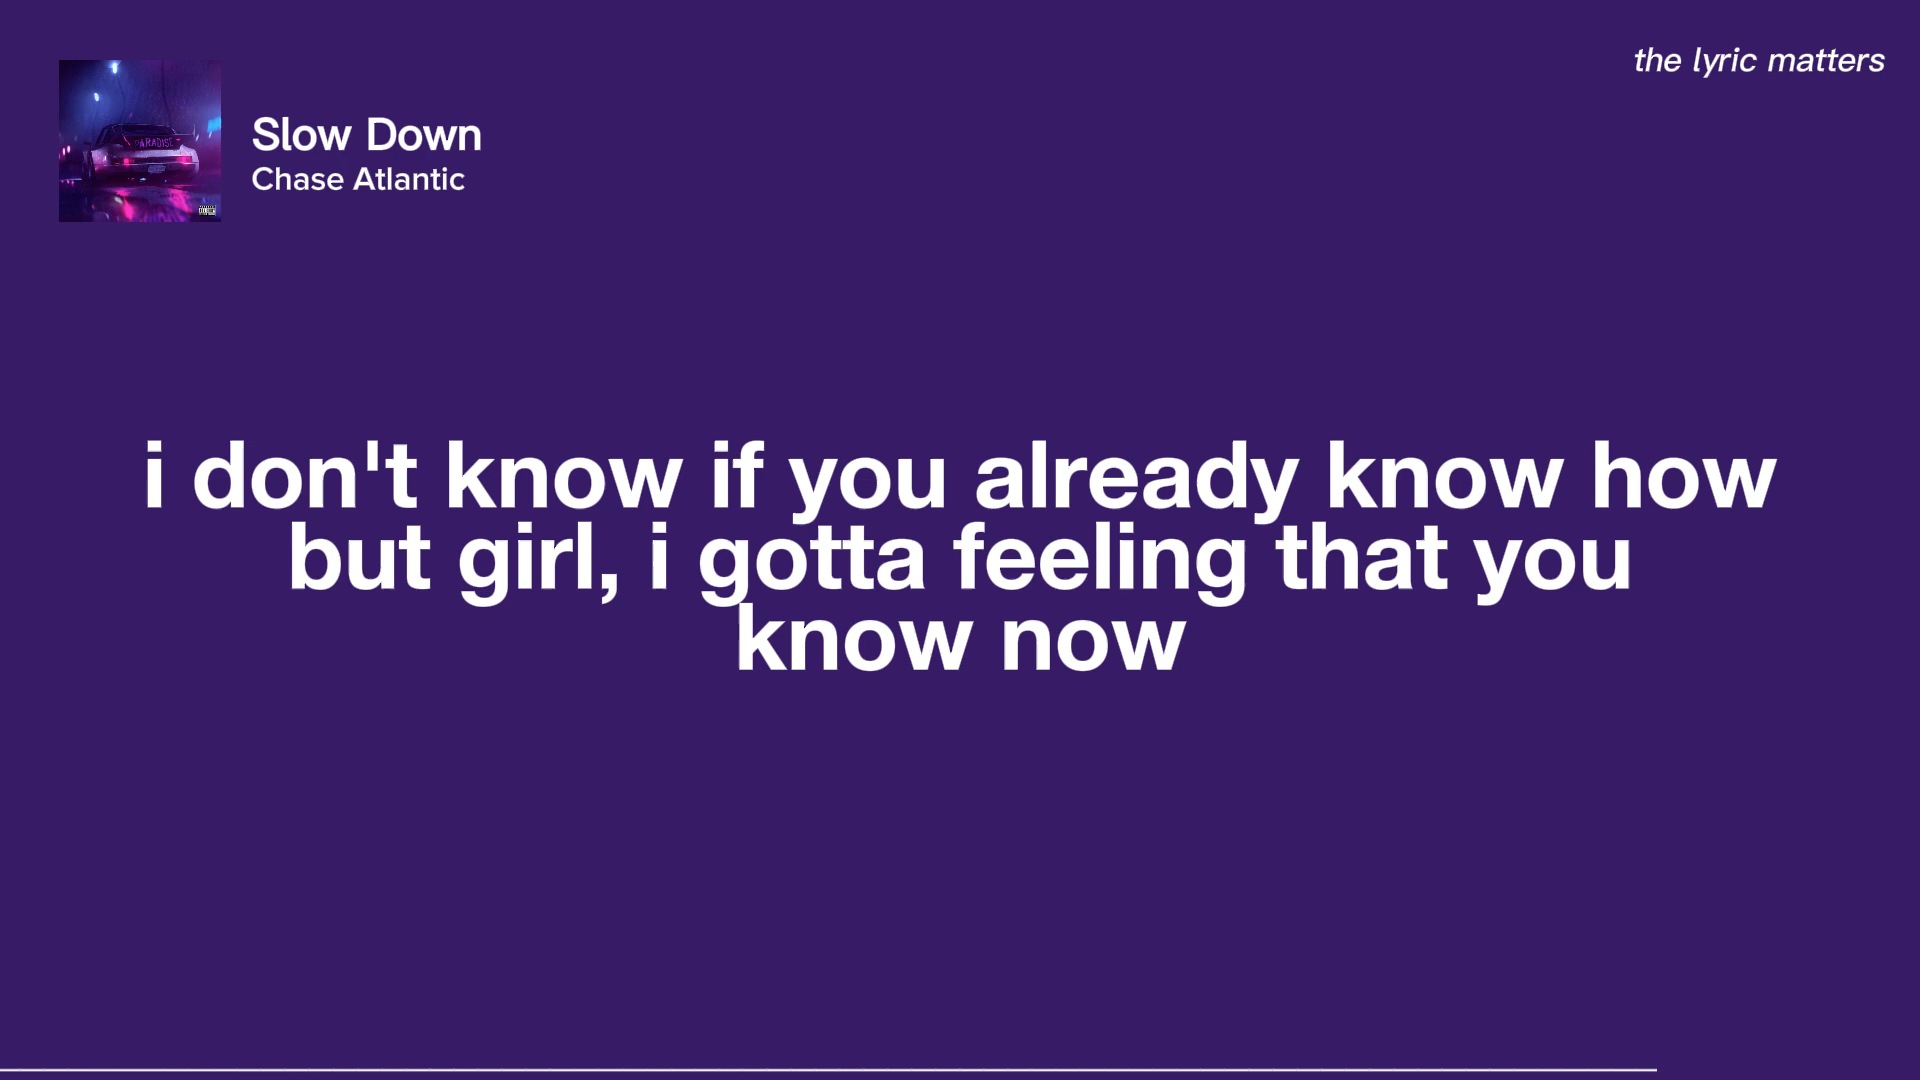 the lyric matters
PARADISE
Slow Down
Chase Atlantic
i don't know if you already know how
but girl, i gotta feeling that you
know now